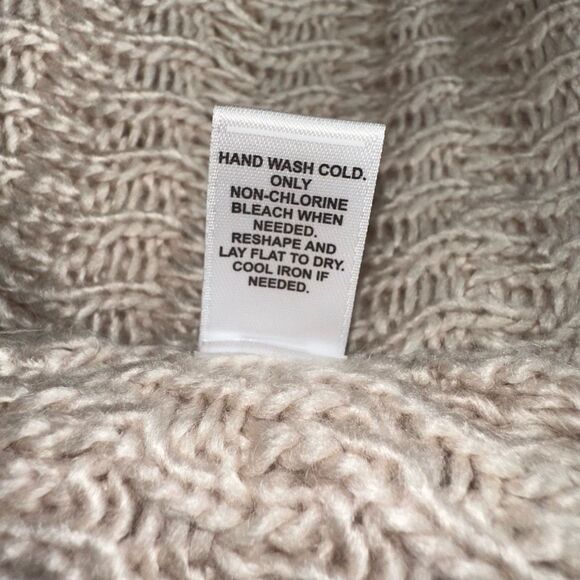 HAND WASH COLD.
ONLY
NON-CHLORINE
BLEACH WHEN
NEEDED.
RESHAPE AND
LAY FLAT TO DRY.
COOL IRON IF
NEEDED.